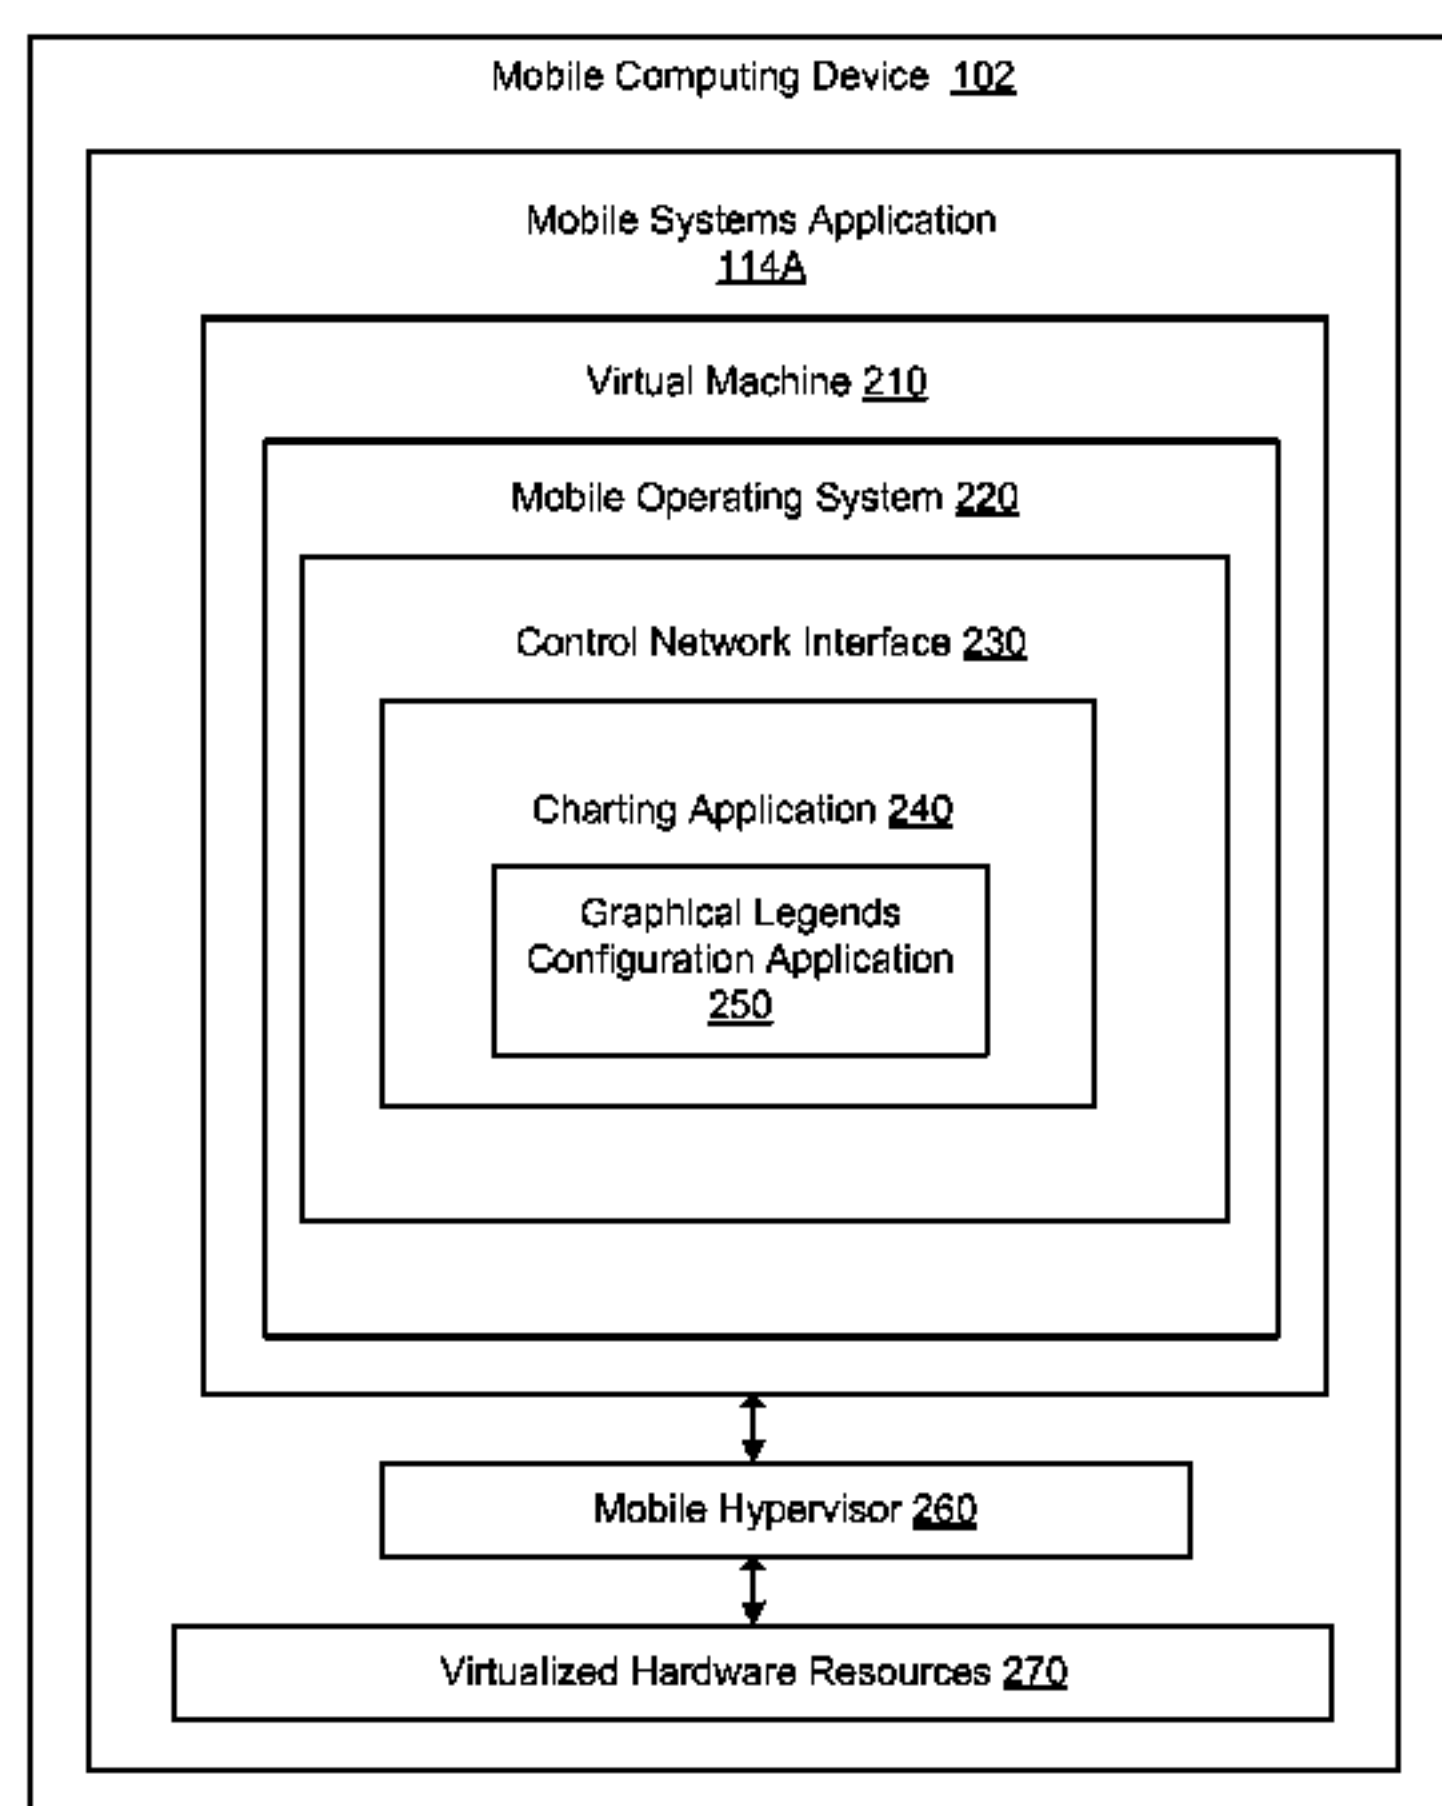 Mobile Computing Device 102
Mobile Systems Application
114A
Virtual Machine 210
Mobile Operating System 220
Control Network Interface 230
Charting Application 240
Graphical Legends
Configuration Application
250
Mobile Hypervisor 260
Virtualized Hardware Resources 270